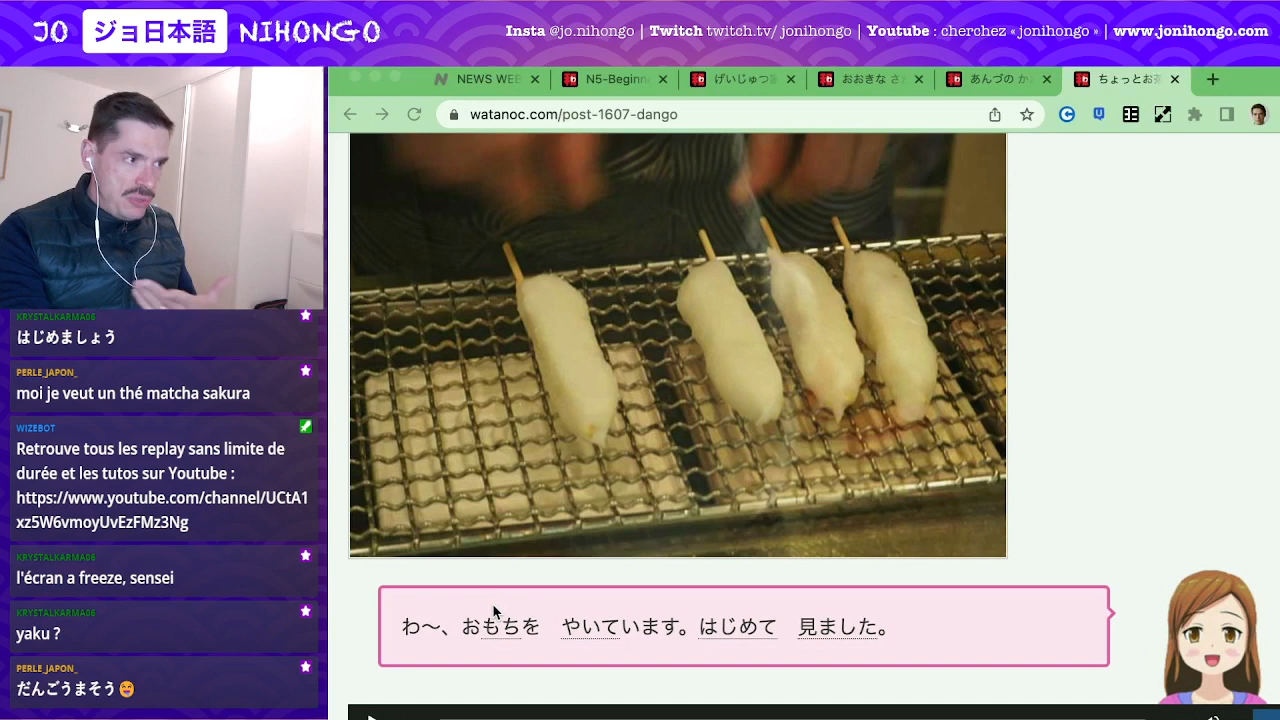 JO ジョ日本語 NIHONGO
Insta @jo.nihongo | Twitch twitch.tv/ jonihongo | Youtube : cherchez « jonihongo » | www.jonihongo.com
NEWS WEB
N5-Beginn
げいじゅつ
おおきな
あんづの
ちょっとお
watanoc.com/post-1607-dango
KRYSTALKARMA06
はじめましょう
PERLE_JAPON_
moi je veut un thé matcha sakura
WIZEBOT
Retrouve tous les replay sans limite de
durée et les tutos sur Youtube :
https://www.youtube.com/channel/UCtA1
xz5W6vmoyUvEzFMz3Ng
KRYSTALKARMA06
l'écran a freeze, sensei
KRYSTALKARMA06
yaku ?
PERLE_JAPON_
だんごうまそう😄
わ〜、おもちを　やいています。はじめて　見ました。